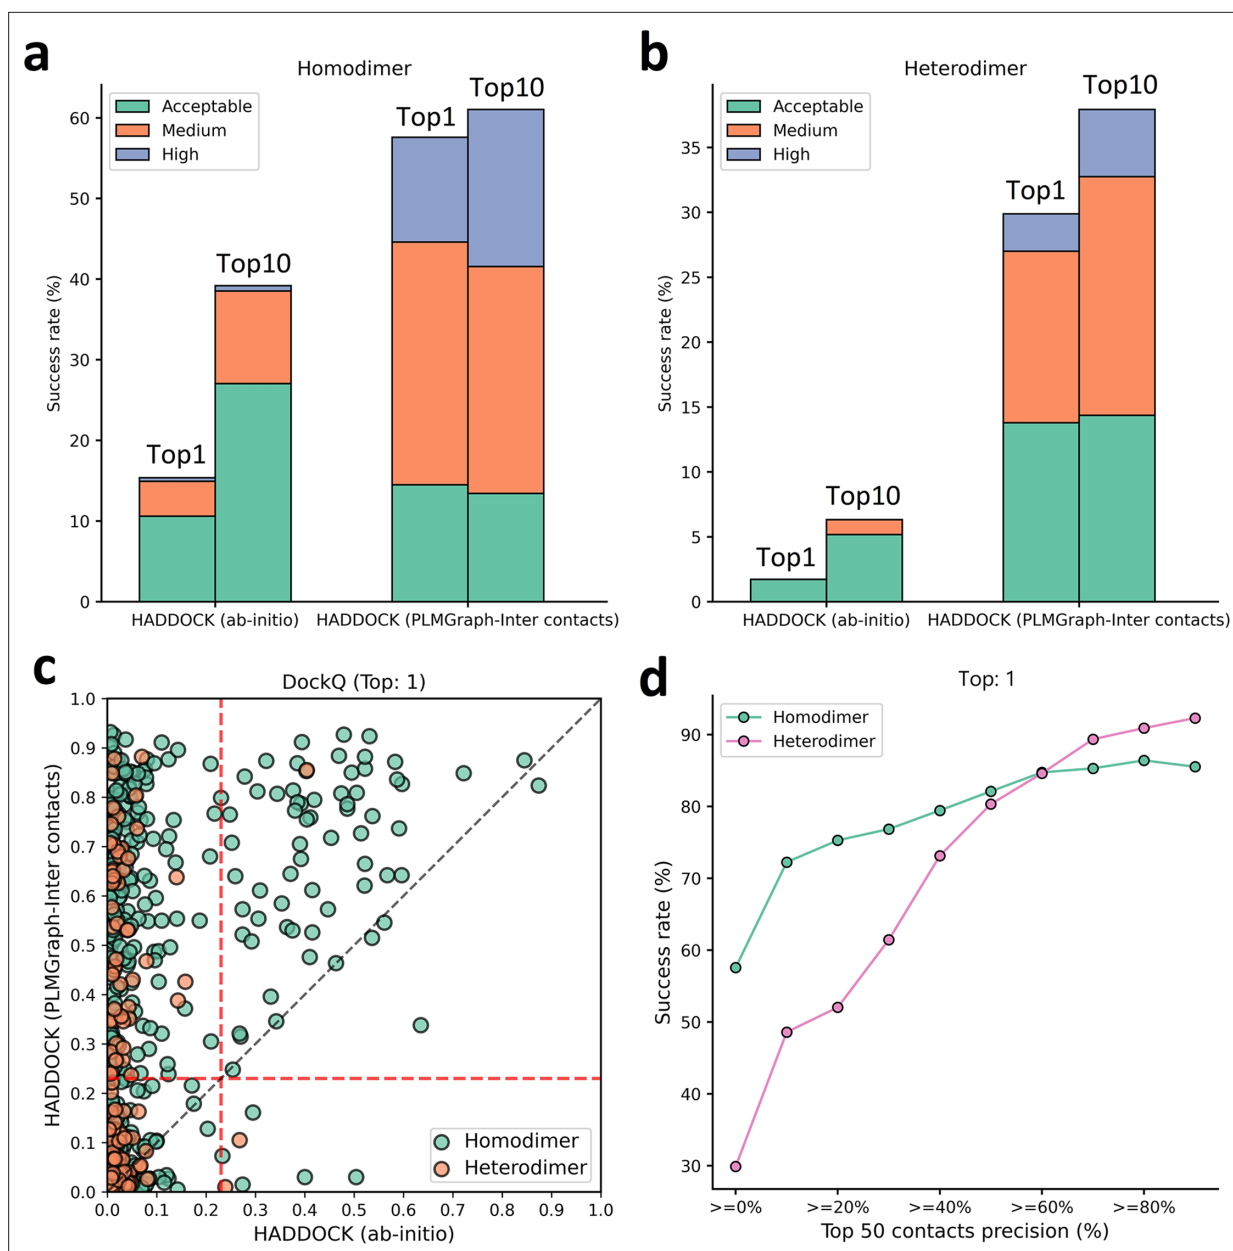 a
Homodimer
Acceptable
Medium
High
Top1
Top10
Top1
Top10
Success rate (%)
0
10
20
30
40
50
60
HADDOCK (ab-initio)
HADDOCK (PLMGraph-Inter contacts)
b
Heterodimer
Acceptable
Medium
High
Top1
Top10
Top1
Top10
Success rate (%)
0
5
10
15
20
25
30
35
HADDOCK (ab-initio)
HADDOCK (PLMGraph-Inter contacts)
c
DockQ (Top: 1)
HADDOCK (PLMGraph-Inter contacts)
1.0
0.9
0.8
0.7
0.6
0.5
0.4
0.3
0.2
0.1
0.0
Homodimer
Heterodimer
0.0 0.1 0.2 0.3 0.4 0.5 0.6 0.7 0.8 0.9 1.0
HADDOCK (ab-initio)
d
Top: 1
Homodimer
Heterodimer
Success rate (%)
90
80
70
60
50
40
30
>=0% >=20% >=40% >=60% >=80%
Top 50 contacts precision (%)